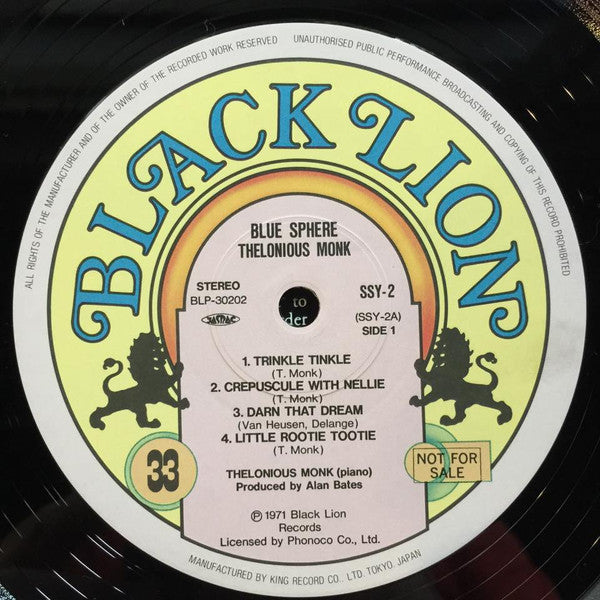 ALL RIGHTS OF THE MANUFACTURER AND OF THE OWNER OF THE RECORDED WORK RESERVED UNAUTHORISED PUBLIC PERFORMANCE BROADCASTING AND COPYING OF THIS RECORD PROHIBITED
BLACK LION
BLUE SPHERE
THELONIOUS MONK
STEREO
BLP-30202
JASRAC
SSY-2
(SSY-2A)
SIDE 1
to
1. TRINKLE TINKLE
(T. Monk)
2. CREPUSCULE WITH NELLIE
(T. Monk)
3. DARN THAT DREAM
(Van Heusen, Delange)
4. LITTLE ROOTIE TOOTIE
(T. Monk)
THELONIOUS MONK (piano)
Produced by Alan Bates
33
NOT FOR
SALE
Ⓟ 1971 Black Lion
Records
Licensed by Phonoco Co., Ltd.
MANUFACTURED BY KING RECORD CO. LTD. TOKYO. JAPAN